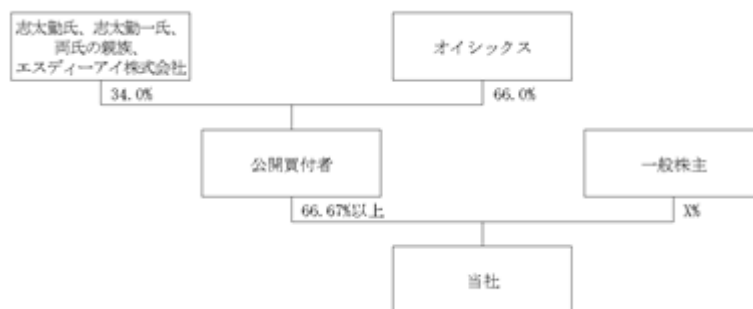 志太勤氏、志太勤一氏、
両氏の親族、
エスディーアイ株式会社
オイシックス
34.0%
66.0%
公開買付者
一般株主
66.67%以上
X%
当社